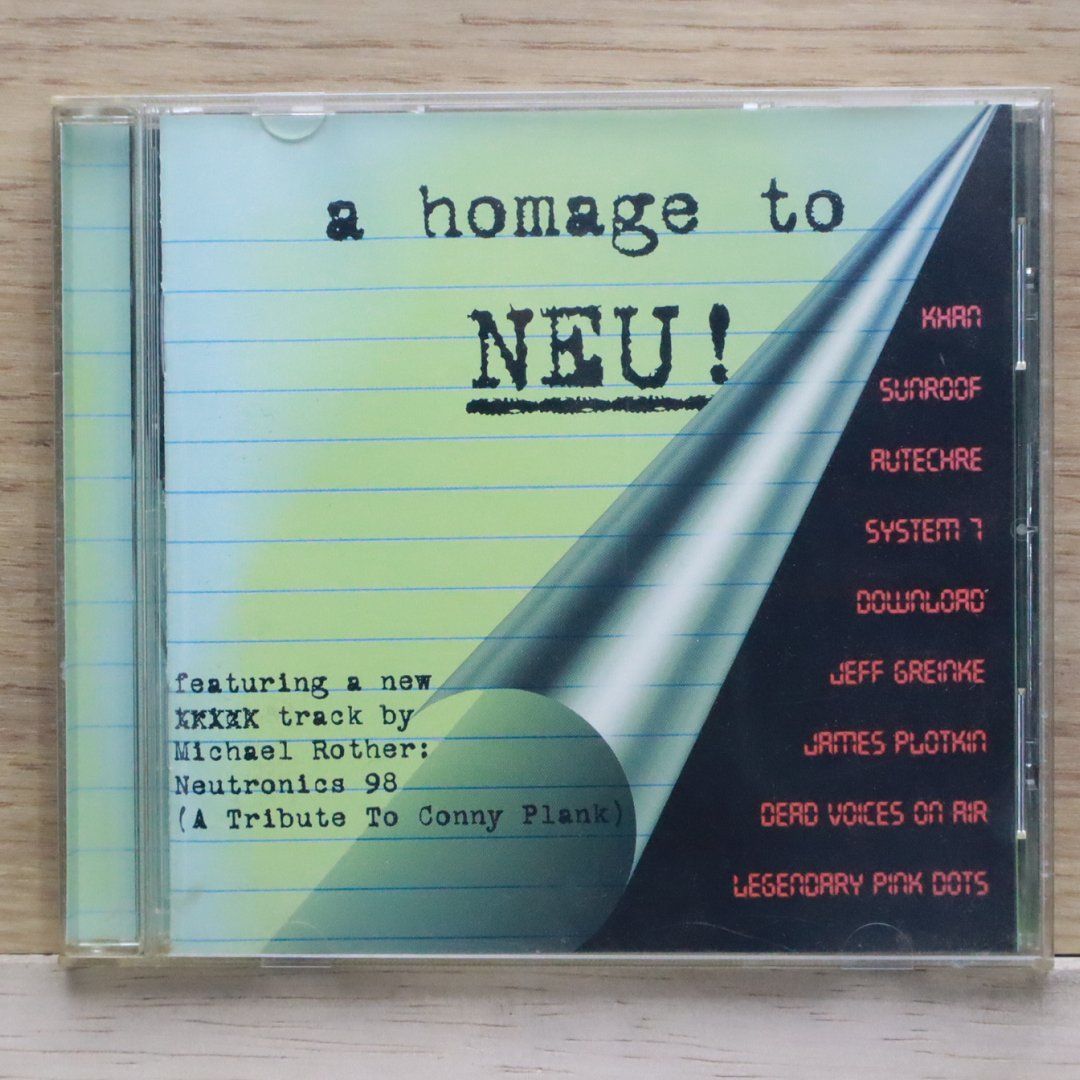 a homage to
NEU!
KHAN
SUNROOF
AUTECHRE
SYSTEM 7
DOWNLOAD
JEFF GREINKE
JAMES PLOTKIN
DEAD VOICES ON AIR
LEGENDARY PINK DOTS
featuring a new
track by
Michael Rother:
Neutronics 98
(A Tribute To Conny Plank)